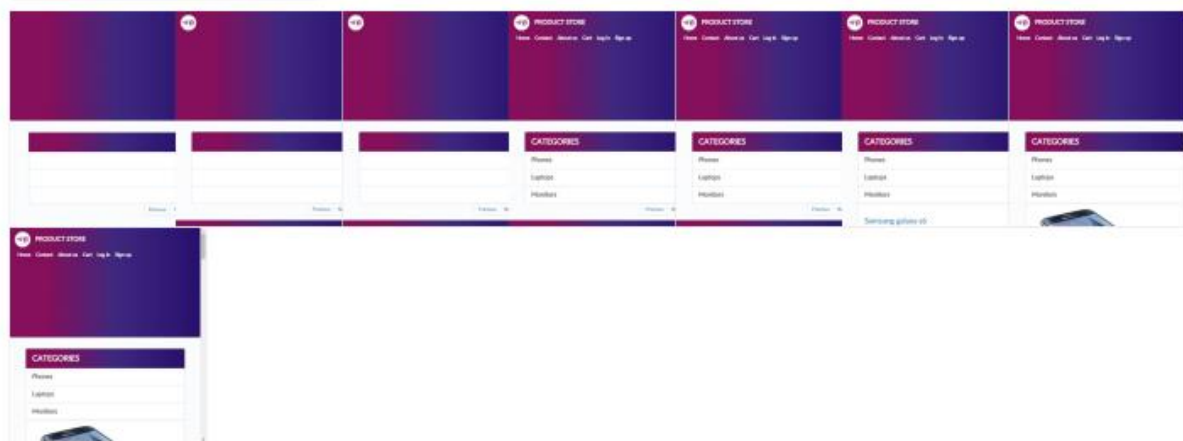 PRODUCT STORE
Home Contact About us Cart Log in Sign up
CATEGORIES
Phones
Laptops
Monitors
PRODUCT STORE
Home Contact About us Cart Log in Sign up
CATEGORIES
Phones
Laptops
Monitors
PRODUCT STORE
Home Contact About us Cart Log in Sign up
CATEGORIES
Phones
Laptops
Monitors
Samsung galaxy s6
PRODUCT STORE
Home Contact About us Cart Log in Sign up
CATEGORIES
Phones
Laptops
Monitors
PRODUCT STORE
Home Contact About us Cart Log in Sign up
CATEGORIES
Phones
Laptops
Monitors